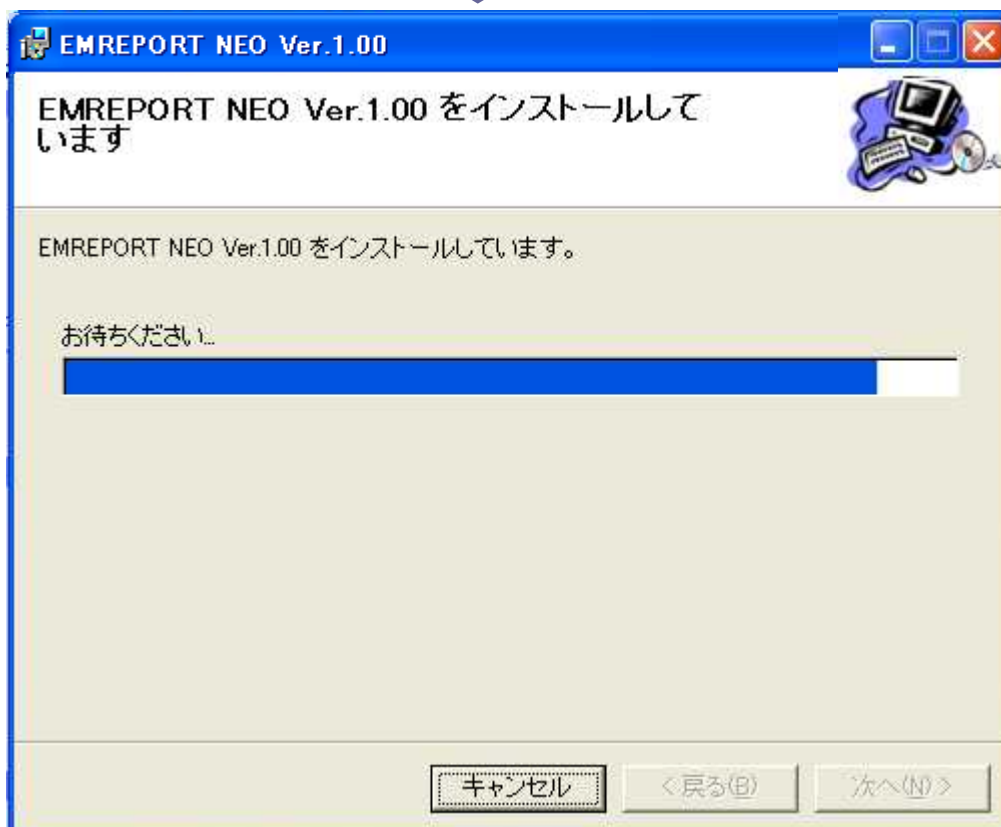 EMREPORT NEO Ver.1.00
EMREPORT NEO Ver.1.00 をインストールして
います
EMREPORT NEO Ver.1.00 をインストールしています。
お待ちください...
キャンセル
< 戻る(B)
次へ(N) >